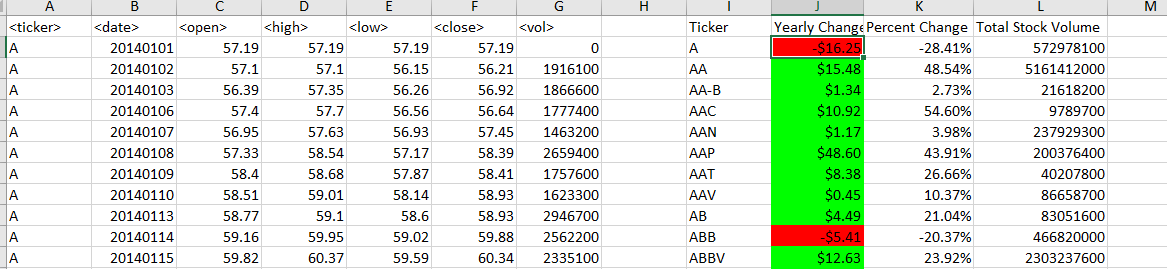 A B C D E F G H I J K L M
<ticker> <date> <open> <high> <low> <close> <vol> Ticker Yearly Change Percent Change Total Stock Volume
A 20140101 57.19 57.19 57.19 57.19 0 A -$16.25 -28.41% 572978100
A 20140102 57.1 57.1 56.15 56.21 1916100 AA $15.48 48.54% 5161412000
A 20140103 56.39 57.35 56.26 56.92 1866600 AA-B $1.34 2.73% 21618200
A 20140106 57.4 57.7 56.56 56.64 1777400 AAC $10.92 54.60% 9789700
A 20140107 56.95 57.63 56.93 57.45 1463200 AAN $1.17 3.98% 237929300
A 20140108 57.33 58.54 57.17 58.39 2659400 AAP $48.60 43.91% 200376400
A 20140109 58.4 58.68 57.87 58.41 1757600 AAT $8.38 26.66% 40207800
A 20140110 58.51 59.01 58.14 58.93 1623300 AAV $0.45 10.37% 86658700
A 20140113 58.77 59.1 58.6 58.93 2946700 AB $4.49 21.04% 83051600
A 20140114 59.16 59.95 59.02 59.88 2562200 ABB -$5.41 -20.37% 466820000
A 20140115 59.82 60.37 59.59 60.34 2335100 ABBV $12.63 23.92% 2303237600